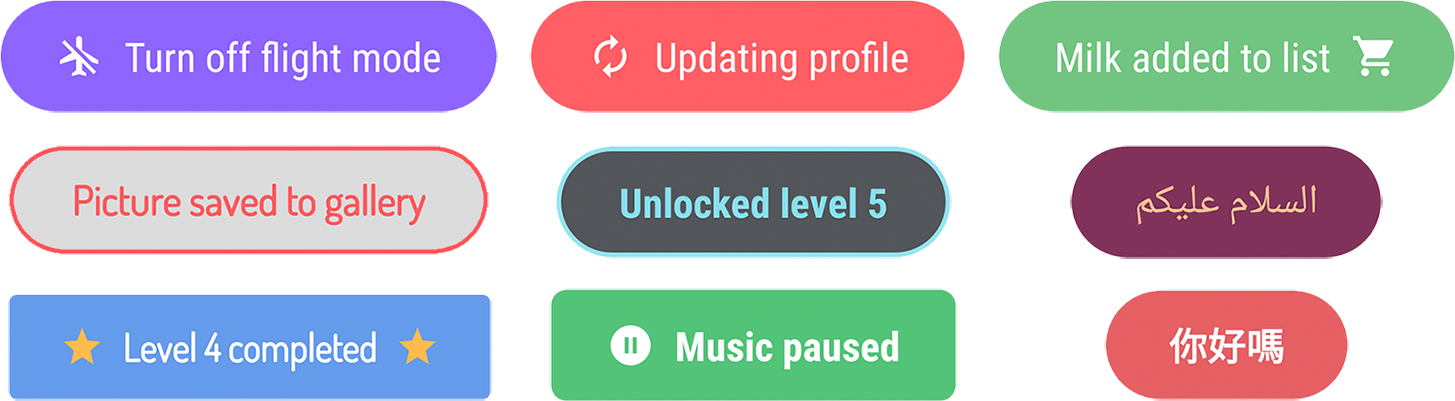 Turn off flight mode
Updating profile
Milk added to list
Picture saved to gallery
Unlocked level 5
السلام عليكم
Level 4 completed
Music paused
你好嗎